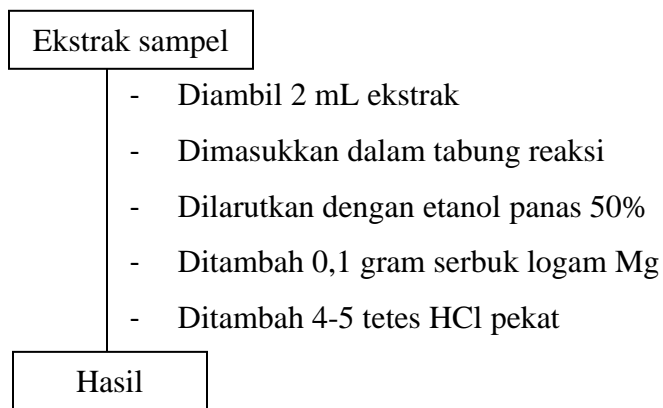 Ekstrak sampel
- Diambil 2 mL ekstrak
- Dimasukkan dalam tabung reaksi
- Dilarutkan dengan etanol panas 50%
- Ditambah 0,1 gram serbuk logam Mg
- Ditambah 4-5 tetes HCl pekat
Hasil